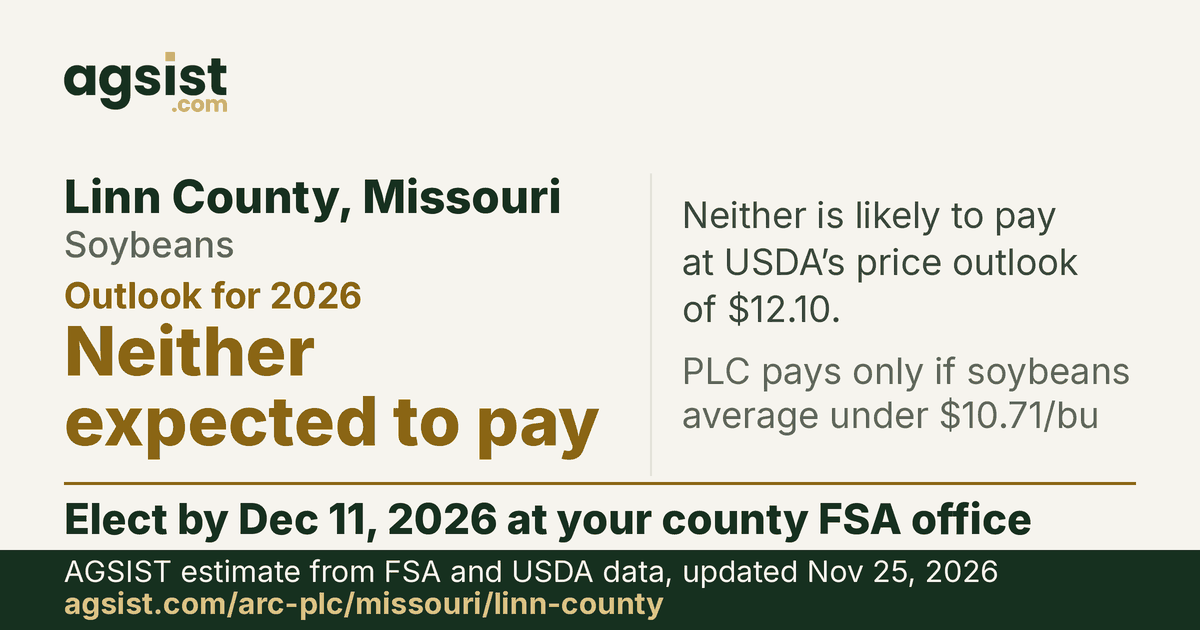 agsist
.com
Linn County, Missouri
Soybeans
Outlook for 2026
Neither
expected to pay
Neither is likely to pay
at USDA’s price outlook
of $12.10.
PLC pays only if soybeans
average under $10.71/bu
Elect by Dec 11, 2026 at your county FSA office
AGSIST estimate from FSA and USDA data, updated Nov 25, 2026
agsist.com/arc-plc/missouri/linn-county